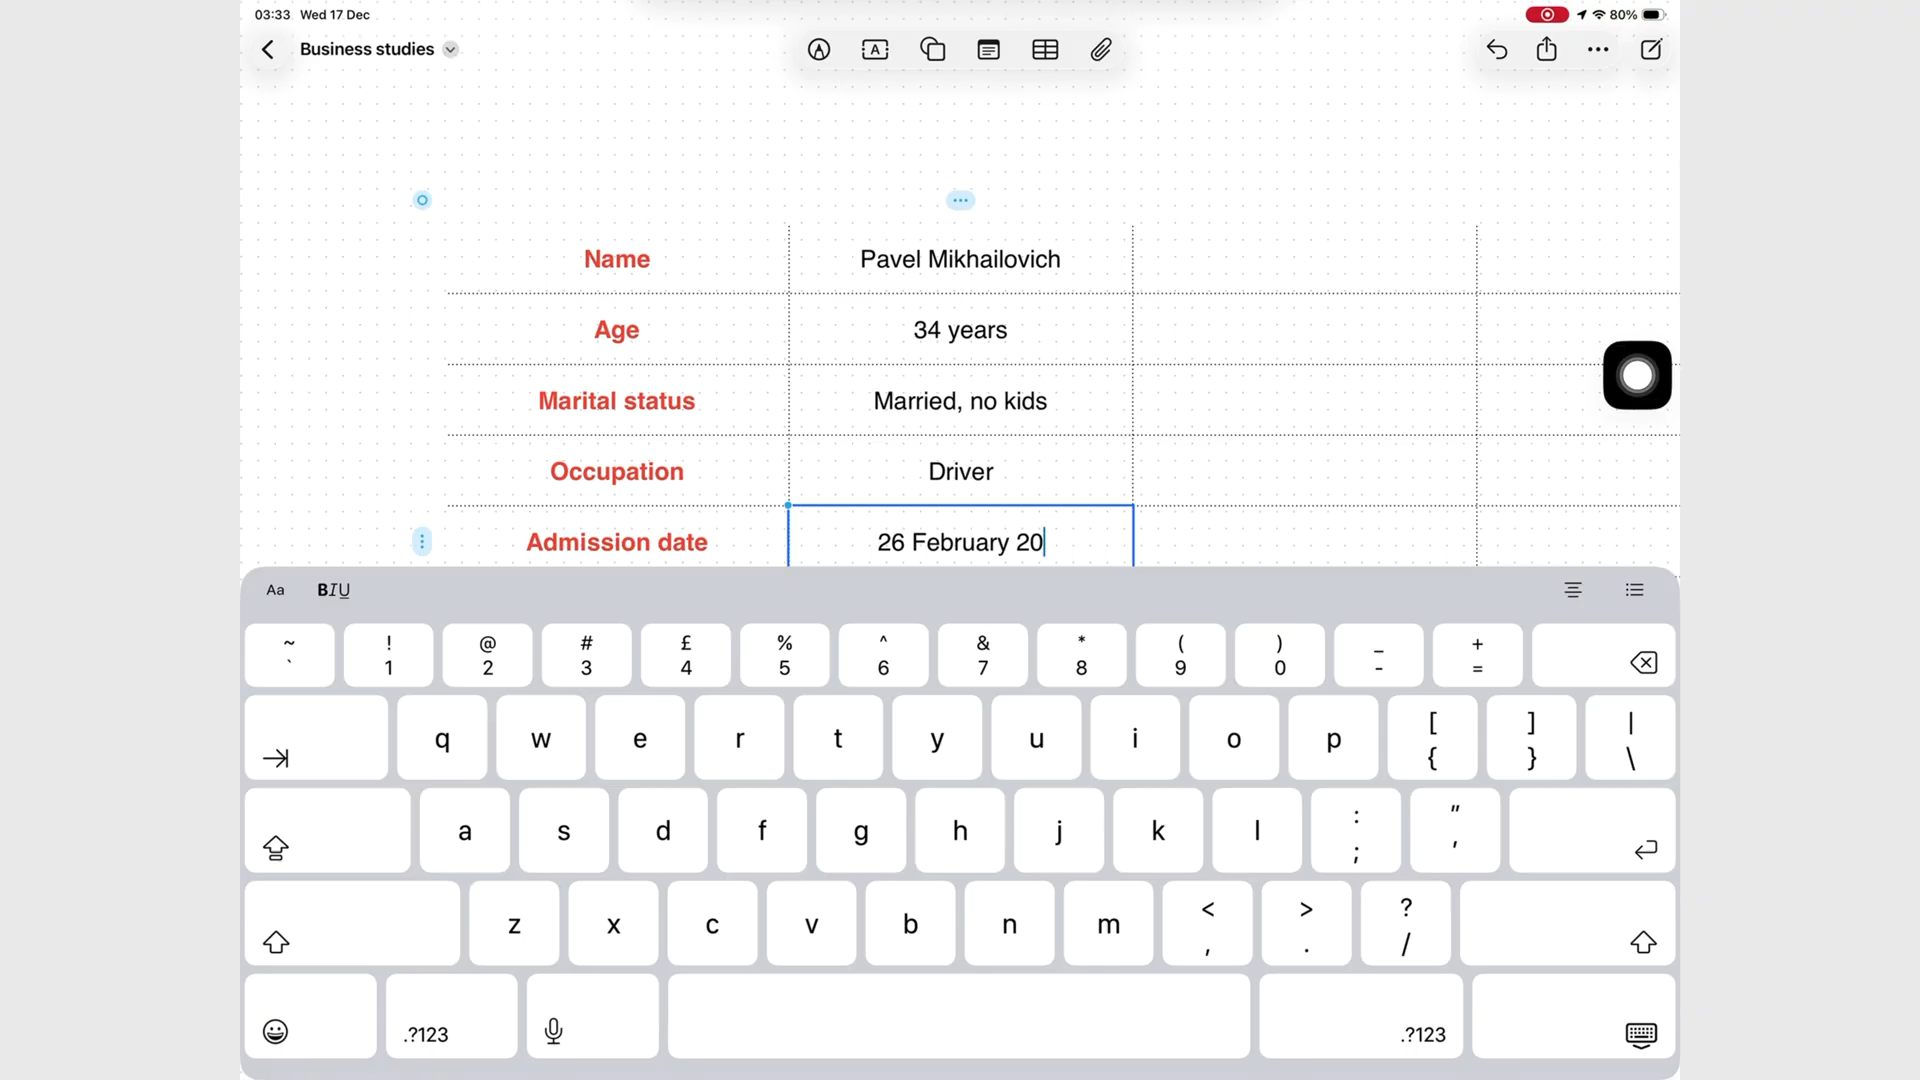 03:33 Wed 17 Dec
80%
Business studies
A
Name Pavel Mikhailovich
Age 34 years
Marital status Married, no kids
Occupation Driver
Admission date 26 February 20
Aa BIU
~ ! @ # £ % ^ & * ( ) _ +
` 1 2 3 4 5 6 7 8 9 0 - =
q w e r t y u i o p [ { ] } | \
a s d f g h j k l : ; " '
z x c v b n m < , > . ? /
.?123 .?123